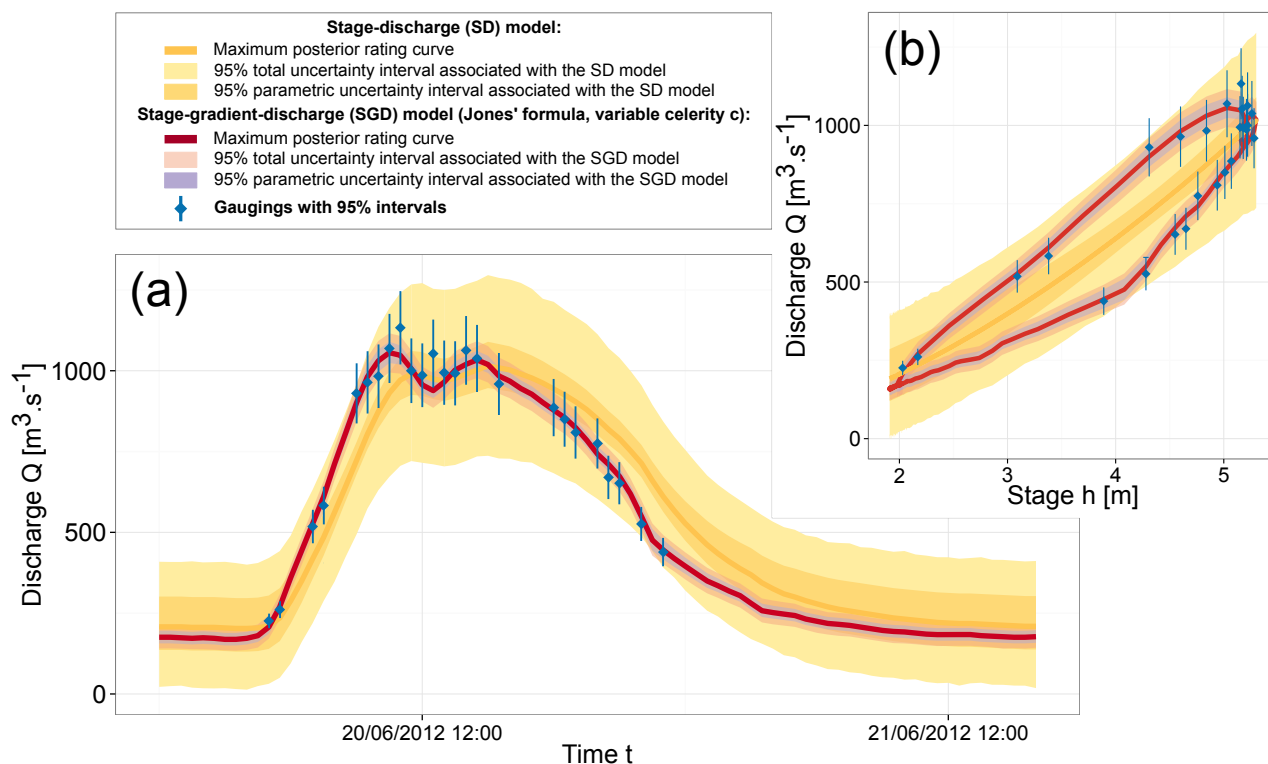 Stage-discharge (SD) model:
Maximum posterior rating curve
95% total uncertainty interval associated with the SD model
95% parametric uncertainty interval associated with the SD model
Stage-gradient-discharge (SGD) model (Jones' formula, variable celerity c):
Maximum posterior rating curve
95% total uncertainty interval associated with the SGD model
95% parametric uncertainty interval associated with the SGD model
Gaugings with 95% intervals
(a)
Discharge Q [m³.s⁻¹]
1000
500
0
20/06/2012 12:00
21/06/2012 12:00
Time t
(b)
Discharge Q [m³.s⁻¹]
1000
500
0
2
3
4
5
Stage h [m]